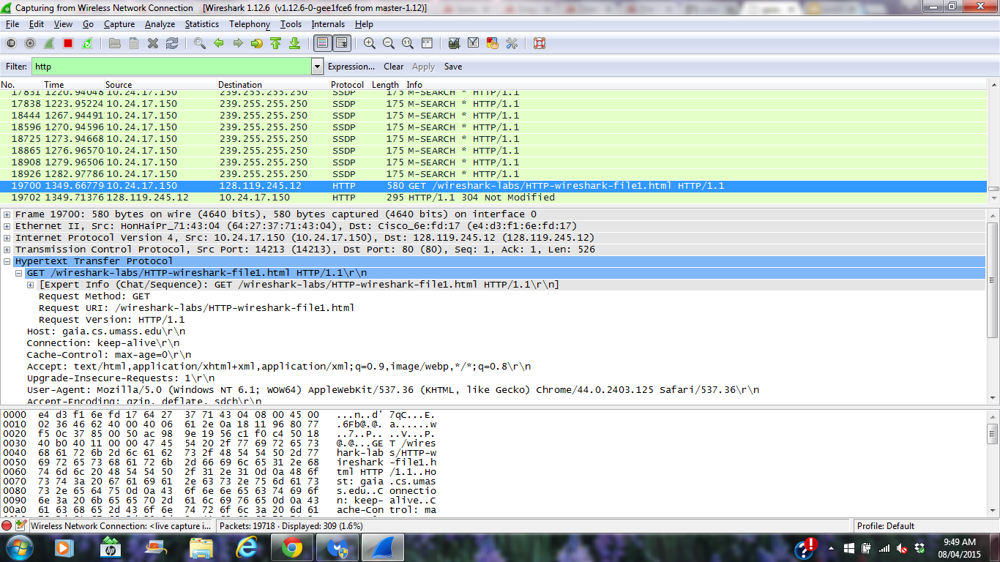 Capturing from Wireless Network Connection [Wireshark 1.12.6 (v1.12.6-0-gee1fce6 from master-1.12)]
File Edit View Go Capture Analyze Statistics Telephony Tools Internals Help
Filter: http Expression... Clear Apply Save
No. Time Source Destination Protocol Length Info
17831 1220.94048 10.24.17.150 239.255.255.250 SSDP 175 M-SEARCH * HTTP/1.1
17838 1223.95224 10.24.17.150 239.255.255.250 SSDP 175 M-SEARCH * HTTP/1.1
18444 1267.94491 10.24.17.150 239.255.255.250 SSDP 175 M-SEARCH * HTTP/1.1
18596 1270.94596 10.24.17.150 239.255.255.250 SSDP 175 M-SEARCH * HTTP/1.1
18725 1273.94668 10.24.17.150 239.255.255.250 SSDP 175 M-SEARCH * HTTP/1.1
18865 1276.96570 10.24.17.150 239.255.255.250 SSDP 175 M-SEARCH * HTTP/1.1
18908 1279.96506 10.24.17.150 239.255.255.250 SSDP 175 M-SEARCH * HTTP/1.1
18926 1282.97786 10.24.17.150 239.255.255.250 SSDP 175 M-SEARCH * HTTP/1.1
19700 1349.66779 10.24.17.150 128.119.245.12 HTTP 580 GET /wireshark-labs/HTTP-wireshark-file1.html HTTP/1.1
19702 1349.71376 128.119.245.12 10.24.17.150 HTTP 295 HTTP/1.1 304 Not Modified
Frame 19700: 580 bytes on wire (4640 bits), 580 bytes captured (4640 bits) on interface 0
Ethernet II, Src: HonHaiPr_71:43:04 (64:27:37:71:43:04), Dst: Cisco_6e:fd:17 (e4:d3:f1:6e:fd:17)
Internet Protocol Version 4, Src: 10.24.17.150 (10.24.17.150), Dst: 128.119.245.12 (128.119.245.12)
Transmission Control Protocol, Src Port: 14213 (14213), Dst Port: 80 (80), Seq: 1, Ack: 1, Len: 526
Hypertext Transfer Protocol
GET /wireshark-labs/HTTP-wireshark-file1.html HTTP/1.1\r\n
[Expert Info (Chat/Sequence): GET /wireshark-labs/HTTP-wireshark-file1.html HTTP/1.1\r\n]
Request Method: GET
Request URI: /wireshark-labs/HTTP-wireshark-file1.html
Request Version: HTTP/1.1
Host: gaia.cs.umass.edu\r\n
Connection: keep-alive\r\n
Cache-Control: max-age=0\r\n
Accept: text/html,application/xhtml+xml,application/xml;q=0.9,image/webp,*/*;q=0.8\r\n
Upgrade-Insecure-Requests: 1\r\n
User-Agent: Mozilla/5.0 (Windows NT 6.1; WOW64) AppleWebKit/537.36 (KHTML, like Gecko) Chrome/44.0.2403.125 Safari/537.36\r\n
Accept-Encoding: gzip, deflate, sdch\r\n
0000 e4 d3 f1 6e fd 17 64 27 37 71 43 04 08 00 45 00 ...n..d' 7qC...E.
0010 02 36 46 62 40 00 40 06 61 2e 0a 18 11 96 80 77 .6Fb@.@. a......w
0020 f5 0c 37 85 00 50 ac 98 9e 19 56 c1 f0 c4 50 18 ..7..P.. ..V...P.
0030 40 b0 40 11 00 00 47 45 54 20 2f 77 69 72 65 73 @.@...GE T /wires
0040 68 61 72 6b 2d 6c 61 62 73 2f 48 54 54 50 2d 77 hark-lab s/HTTP-w
0050 69 72 65 73 68 61 72 6b 2d 66 69 6c 65 31 2e 68 ireshark -file1.h
0060 74 6d 6c 20 48 54 54 50 2f 31 2e 31 0d 0a 48 6f tml HTTP /1.1..Ho
0070 73 74 3a 20 67 61 69 61 2e 63 73 2e 75 6d 61 73 st: gaia .cs.umas
0080 73 2e 65 64 75 0d 0a 43 6f 6e 6e 65 63 74 69 6f s.edu..C onnectio
0090 6e 3a 20 6b 65 65 70 2d 61 6c 69 76 65 0d 0a 43 n: keep- alive..C
00a0 61 63 68 65 2d 43 6f 6e 74 72 6f 6c 3a 20 6d 61 ache-Con trol: ma
Wireless Network Connection: <live capture i... Packets: 19718 · Displayed: 309 (1.6%) Profile: Default
9:49 AM
08/04/2015